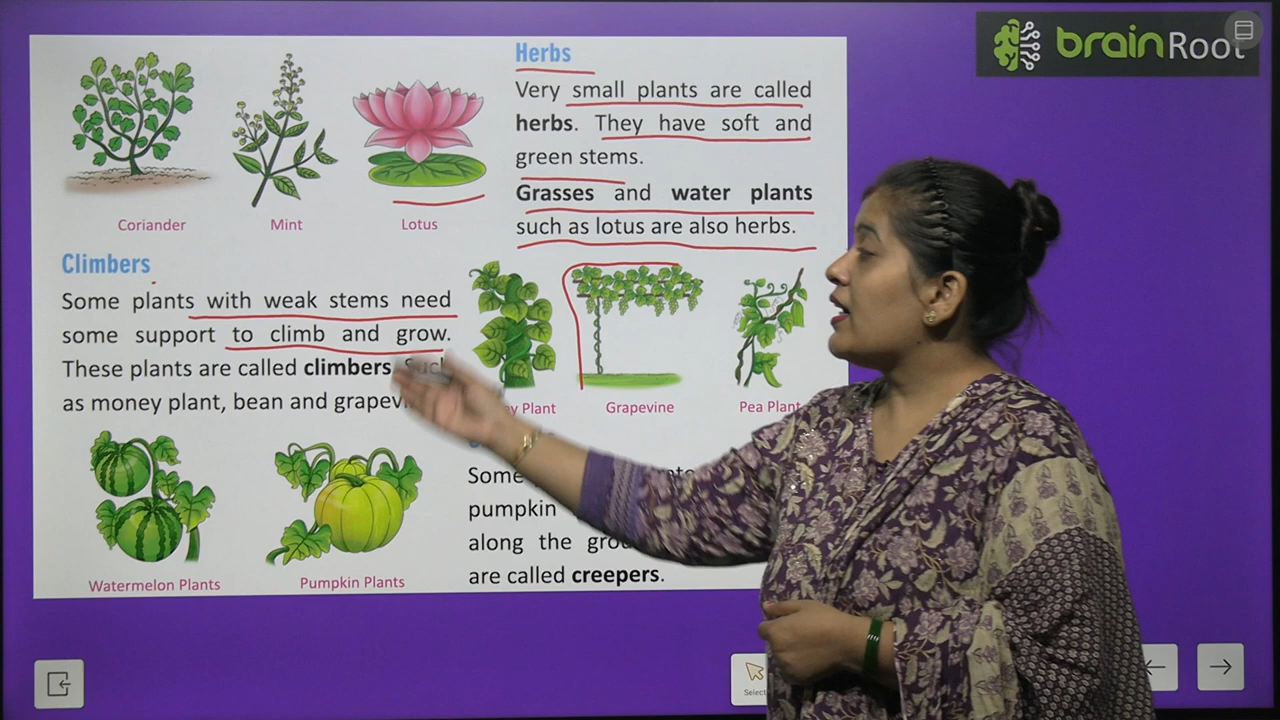 brainRoot
Herbs
Very small plants are called
herbs. They have soft and
green stems.
Grasses and water plants
such as lotus are also herbs.
Coriander
Mint
Lotus
Climbers
Some plants with weak stems need
some support to climb and grow.
These plants are called climbers.
as money plant, bean and
Plant
Grapevine
Pea Plant
Some
pumpkin
along the
are called creepers.
Watermelon Plants
Pumpkin Plants
Select